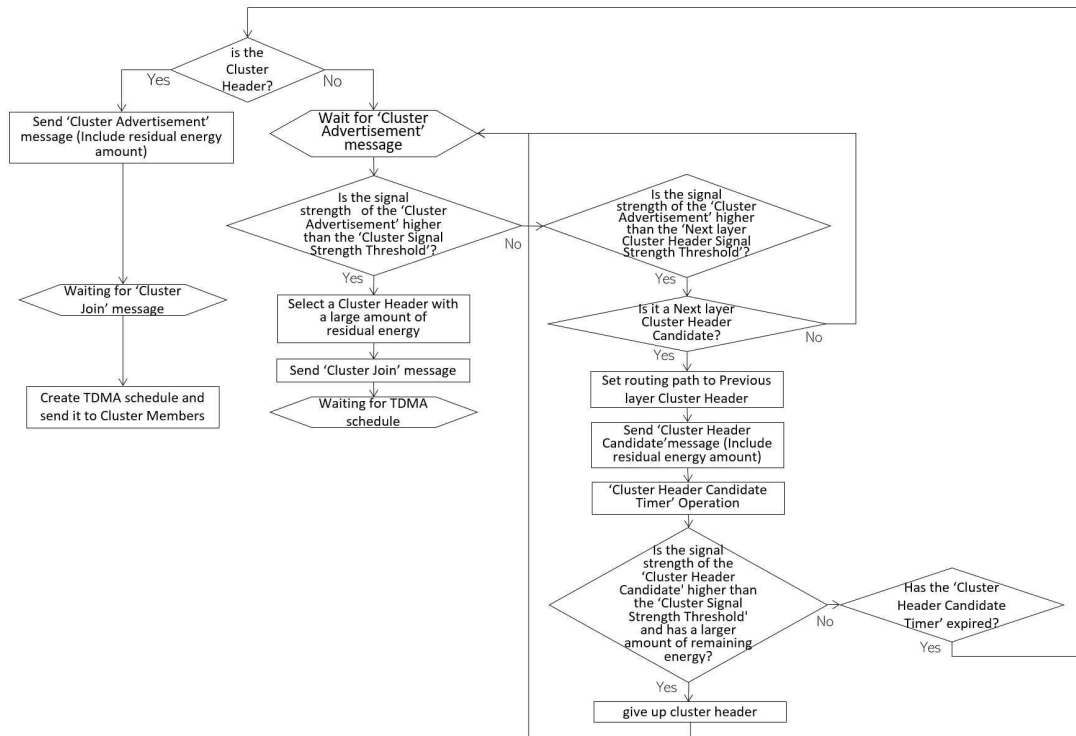 is the
Cluster
Header?
Yes
No
Send ‘Cluster Advertisement’
message (Include residual energy
amount)
Wait for ‘Cluster
Advertisement’
message
Is the signal
strength of the ‘Cluster
Advertisement’ higher
than the ‘Cluster Signal
Strength Threshold’?
No
Yes
Is the signal
strength of the ‘Cluster
Advertisement’ higher
than the ‘Next layer
Cluster Header Signal
Strength Threshold’?
Yes
Waiting for ‘Cluster
Join’ message
Select a Cluster Header with
a large amount of
residual energy
Is it a Next layer
Cluster Header
Candidate?
No
Yes
Send ‘Cluster Join’ message
Create TDMA schedule and
send it to Cluster Members
Waiting for TDMA
schedule
Set routing path to Previous
layer Cluster Header
Send ‘Cluster Header
Candidate’message (Include
residual energy amount)
‘Cluster Header Candidate
Timer’ Operation
Is the signal
strength of the
‘Cluster Header
Candidate' higher than
the ‘Cluster Signal
Strength Threshold'
and has a larger
amount of remaining
energy?
No
Yes
Has the ‘Cluster
Header Candidate
Timer’ expired?
Yes
give up cluster header